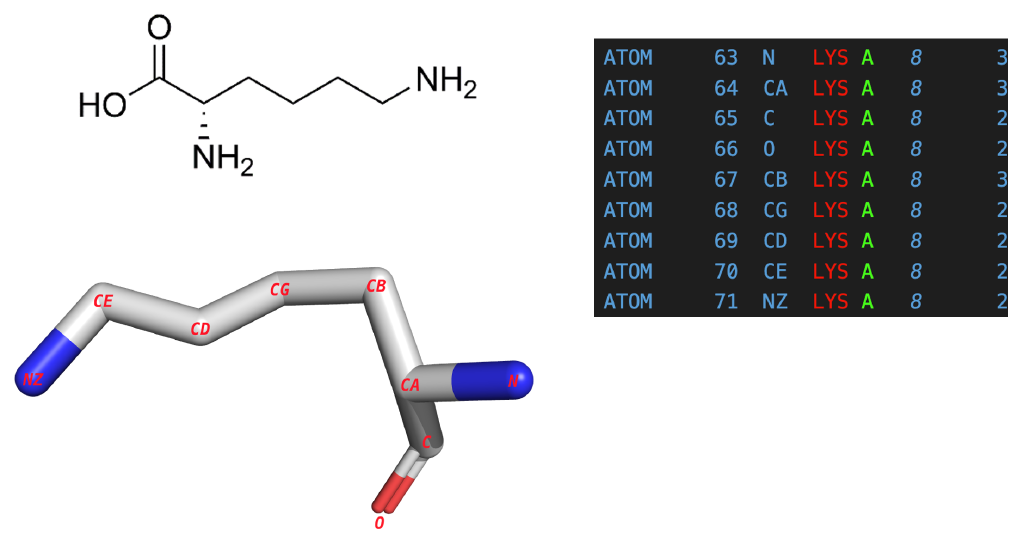 O
HO
NH2
NH2
ATOM 63 N LYS A 8 3
ATOM 64 CA LYS A 8 3
ATOM 65 C LYS A 8 2
ATOM 66 O LYS A 8 2
ATOM 67 CB LYS A 8 3
ATOM 68 CG LYS A 8 2
ATOM 69 CD LYS A 8 2
ATOM 70 CE LYS A 8 2
ATOM 71 NZ LYS A 8 2
CE
CG
CB
CD
NZ
CA
N
C
O